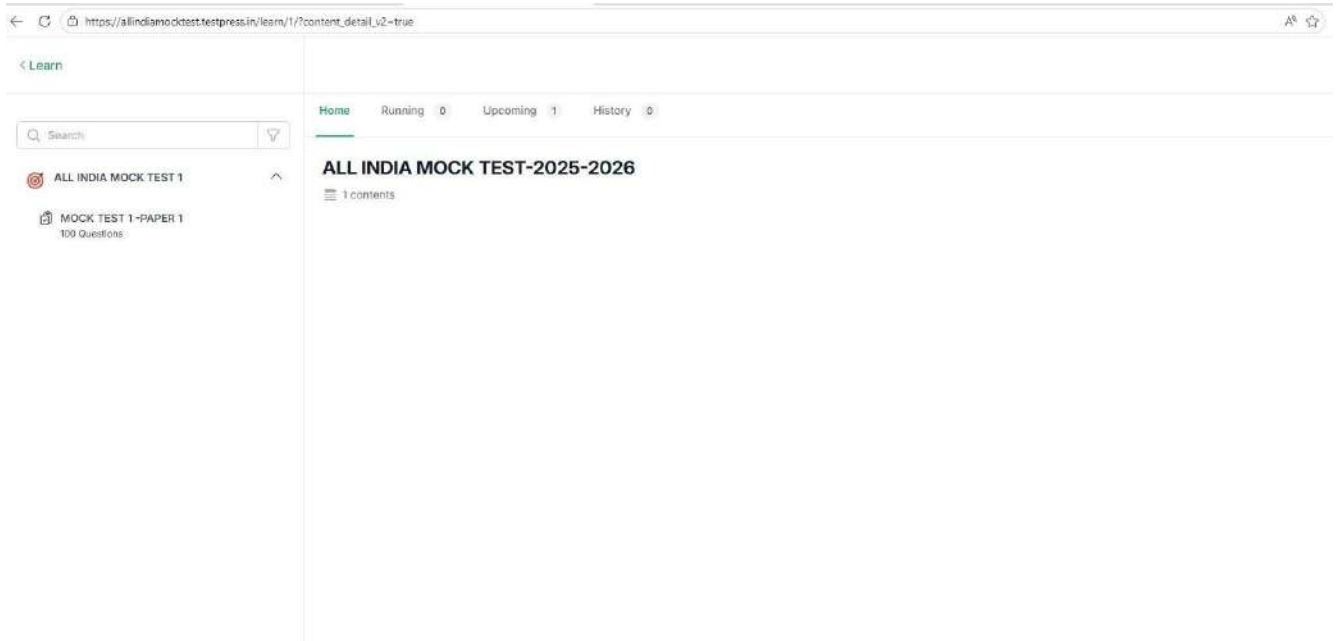 https://allindiamocktest.testpress.in/learn/1/?content_detail_v2=true
< Learn
Search
ALL INDIA MOCK TEST 1
MOCK TEST 1 -PAPER 1
100 Questions
Home Running 0 Upcoming 1 History 0
ALL INDIA MOCK TEST-2025-2026
1 contents